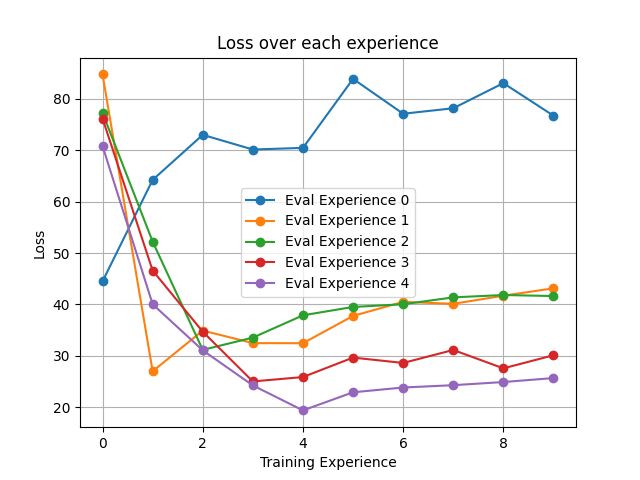 Loss over each experience
80
70
60
50
40
30
20
Loss
Eval Experience 0
Eval Experience 1
Eval Experience 2
Eval Experience 3
Eval Experience 4
0 2 4 6 8
Training Experience